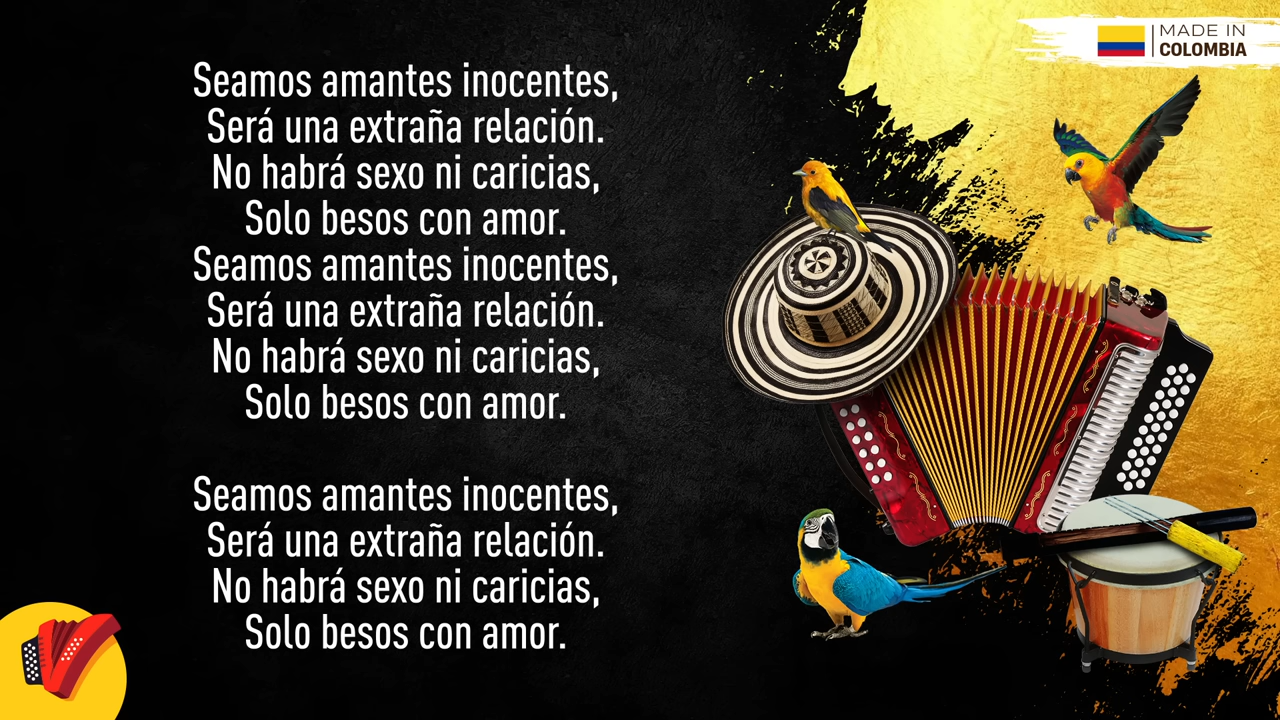 MADE IN
COLOMBIA
Seamos amantes inocentes,
Será una extraña relación.
No habrá sexo ni caricias,
Solo besos con amor.
Seamos amantes inocentes,
Será una extraña relación.
No habrá sexo ni caricias,
Solo besos con amor.
Seamos amantes inocentes,
Será una extraña relación.
No habrá sexo ni caricias,
Solo besos con amor.